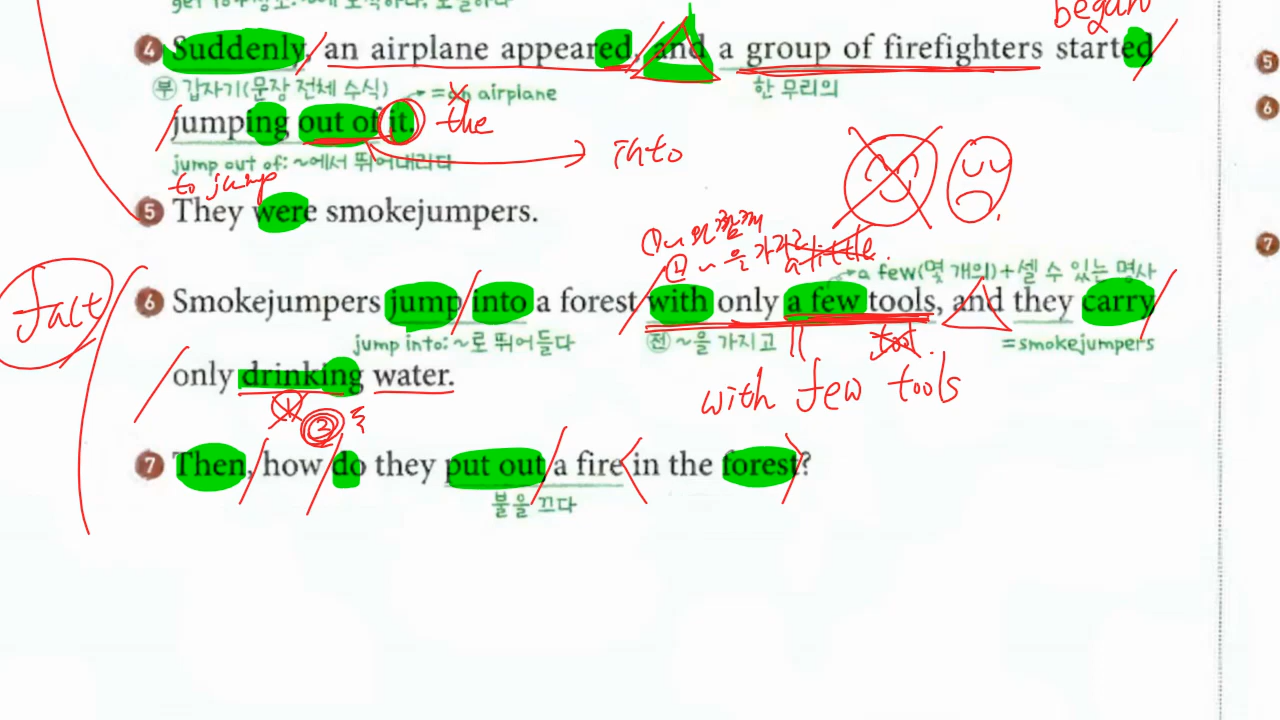 began
④ Suddenly, an airplane appeared, and a group of firefighters started
㉫ 갑자기(문장 전체 수식) =an airplane 한 무리의
jumping out of it. the
jump out of: ~에서 뛰어내리다 into
to jump
⑤ They were smokejumpers.
①~와 함께
② ~을 가지고 a little.
a few(몇 개의)+셀 수 있는 명사
fact
⑥ Smokejumpers jump into a forest with only a few tools, and they carry
jump into: ~로 뛰어들다 ㉠ ~을 가지고 tool. =smokejumpers
only drinking water.
with few tools
① ②
⑦ Then, how do they put out a fire in the forest?
불을 끄다
⑤
⑥
⑦